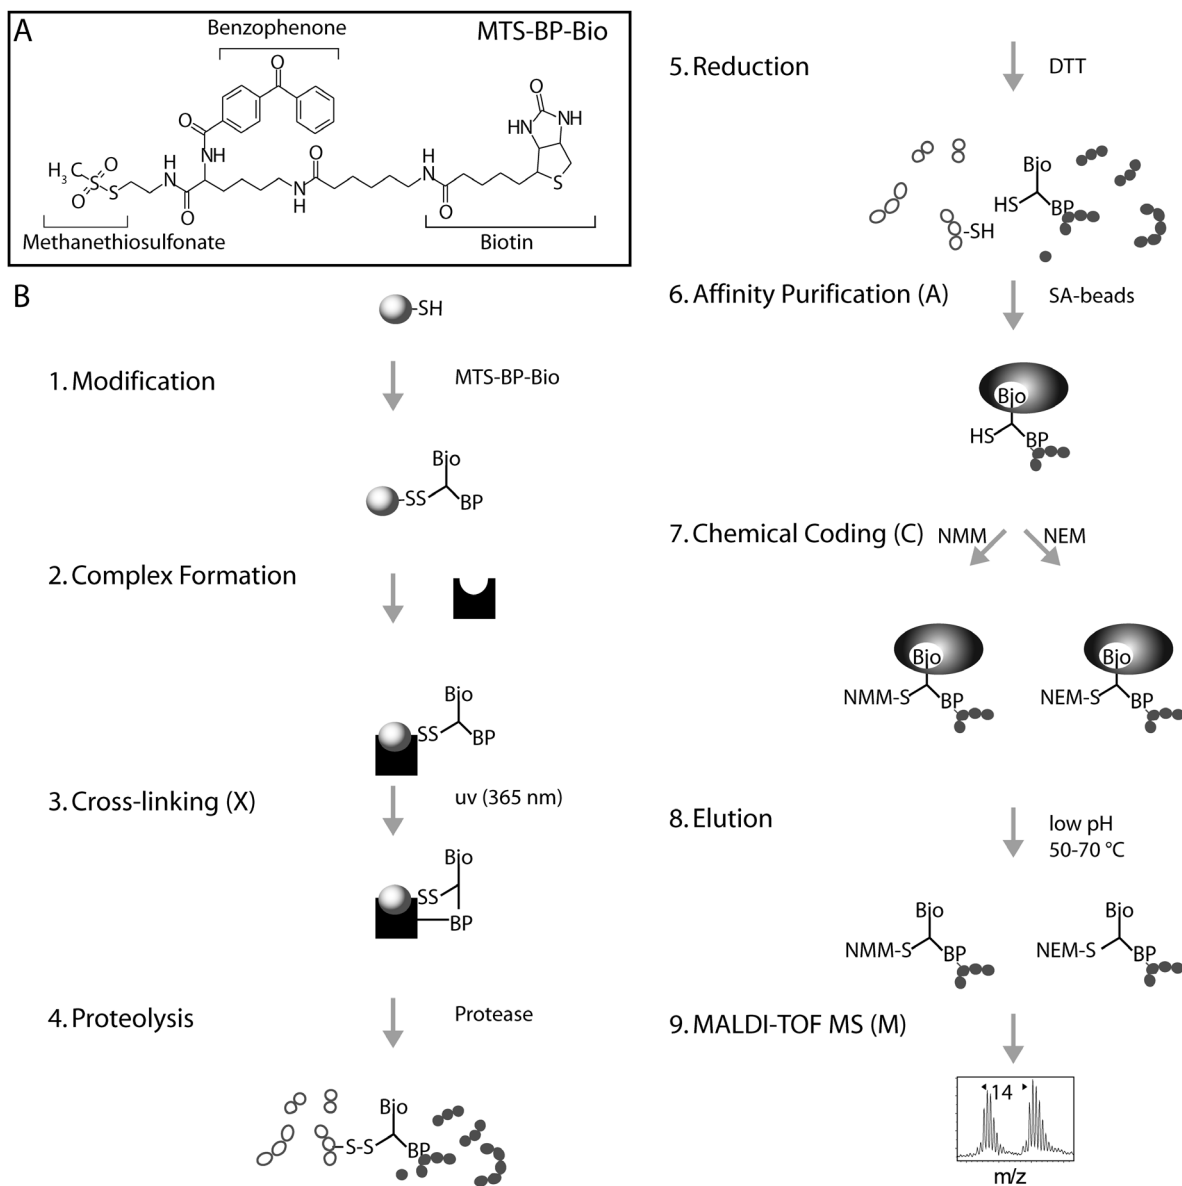 A
Benzophenone
MTS-BP-Bio
O
O
O
NH
HN
NH
H3C
O
S
O
S
H
N
O
O
N
H
H
N
O
S
Methanethiosulfonate
Biotin
B
-SH
1. Modification
MTS-BP-Bio
Bio
-SS
BP
2. Complex Formation
Bio
SS
BP
3. Cross-linking (X)
uv (365 nm)
Bio
SS
BP
4. Proteolysis
Protease
Bio
S-S
BP
5. Reduction
DTT
Bio
HS
BP
-SH
6. Affinity Purification (A)
SA-beads
Bio
HS
BP
7. Chemical Coding (C)
NMM
NEM
Bio
Bio
NMM-S
BP
NEM-S
BP
8. Elution
low pH
50-70 °C
Bio
Bio
NMM-S
BP
NEM-S
BP
9. MALDI-TOF MS (M)
14
m/z